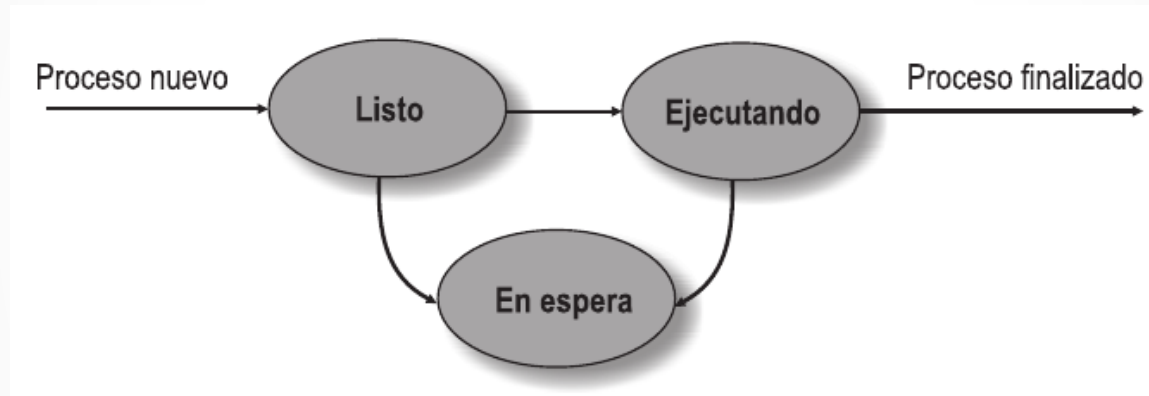 Proceso nuevo
Listo
Ejecutando
Proceso finalizado
En espera